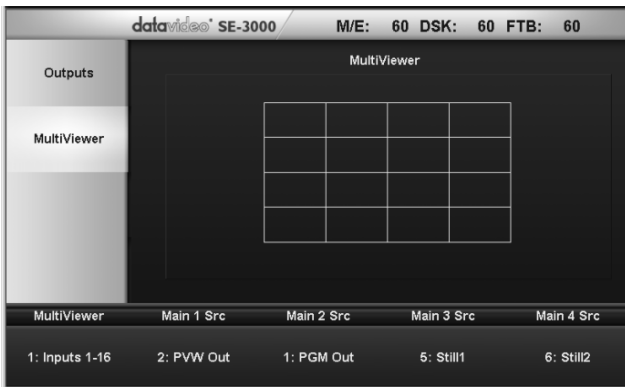 datavideo SE-3000 M/E: 60 DSK: 60 FTB: 60
Outputs
MultiViewer
MultiViewer
MultiViewer Main 1 Src Main 2 Src Main 3 Src Main 4 Src
1: Inputs 1-16 2: PVW Out 1: PGM Out 5: Still1 6: Still2